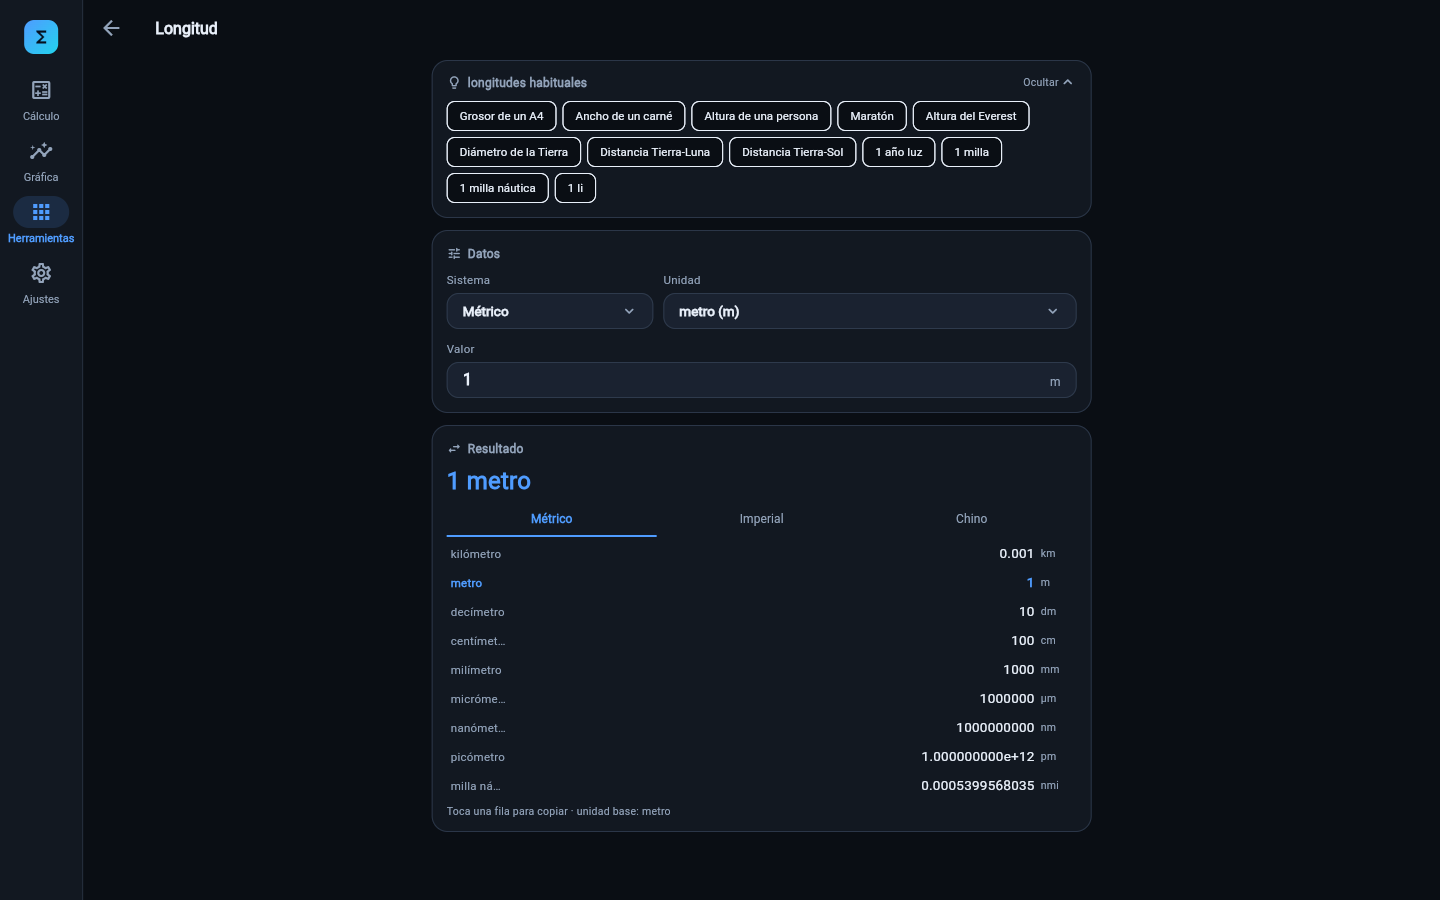 Σ
Longitud
Cálculo
Gráfica
Herramientas
Ajustes
longitudes habituales
Ocultar
Grosor de un A4
Ancho de un carné
Altura de una persona
Maratón
Altura del Everest
Diámetro de la Tierra
Distancia Tierra-Luna
Distancia Tierra-Sol
1 año luz
1 milla
1 milla náutica
1 li
Datos
Sistema
Unidad
Métrico
metro (m)
Valor
1 m
Resultado
1 metro
Métrico Imperial Chino
kilómetro 0.001 km
metro 1 m
decímetro 10 dm
centímet… 100 cm
milímetro 1000 mm
micróme… 1000000 µm
nanómet… 1000000000 nm
picómetro 1.000000000e+12 pm
milla ná… 0.0005399568035 nmi
Toca una fila para copiar · unidad base: metro